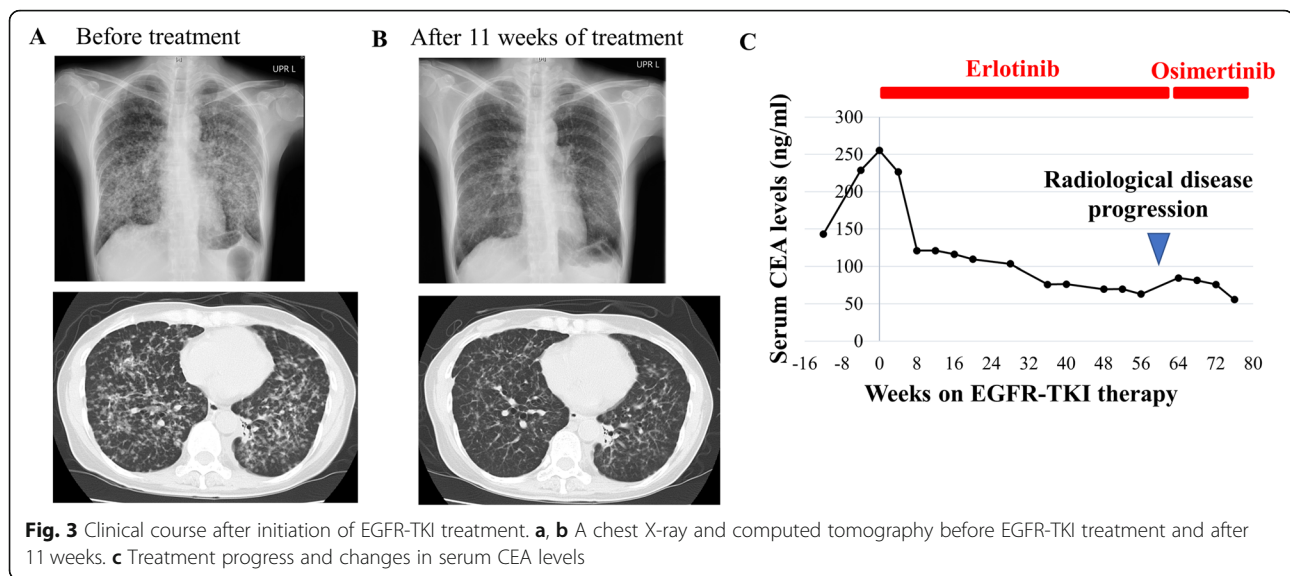 A Before treatment
B After 11 weeks of treatment
C
UPR L
UPR L
Erlotinib
Osimertinib
Serum CEA levels (ng/ml)
300
250
200
150
100
50
0
Radiological disease
progression
-16 -8 0 8 16 24 32 40 48 56 64 72 80
Weeks on EGFR-TKI therapy
Fig. 3 Clinical course after initiation of EGFR-TKI treatment. a, b A chest X-ray and computed tomography before EGFR-TKI treatment and after
11 weeks. c Treatment progress and changes in serum CEA levels